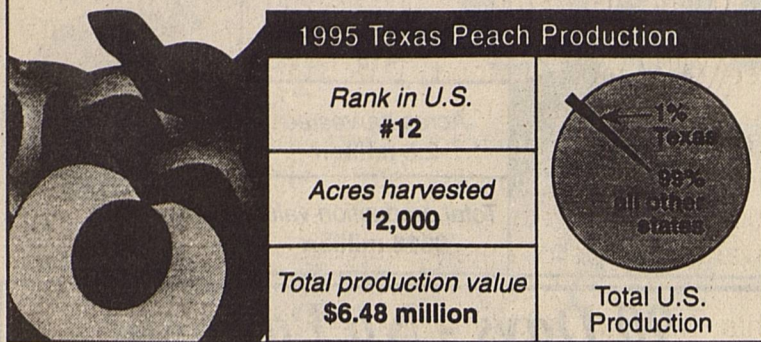 1995 Texas Peach Production
Rank in U.S.
#12
Acres harvested
12,000
Total production value
$6.48 million
1%
Texas
99%
all other
states
Total U.S.
Production